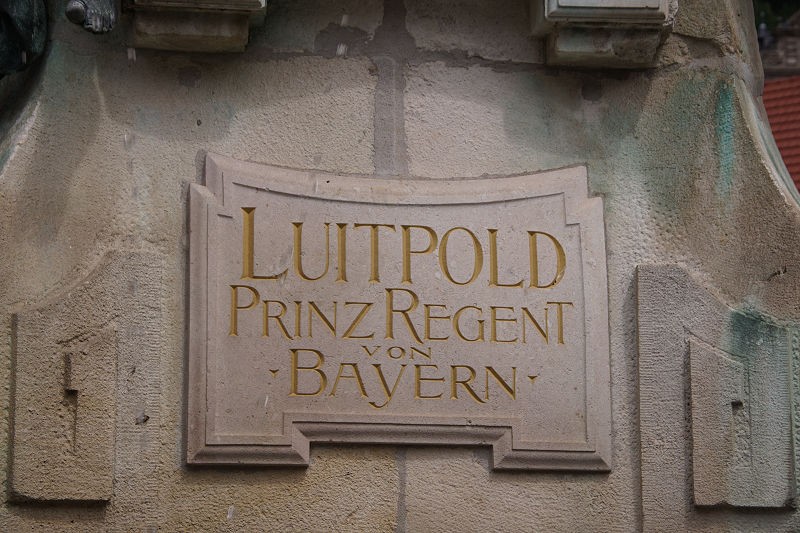 LUITPOLD
PRINZ REGENT
VON
· BAYERN ·